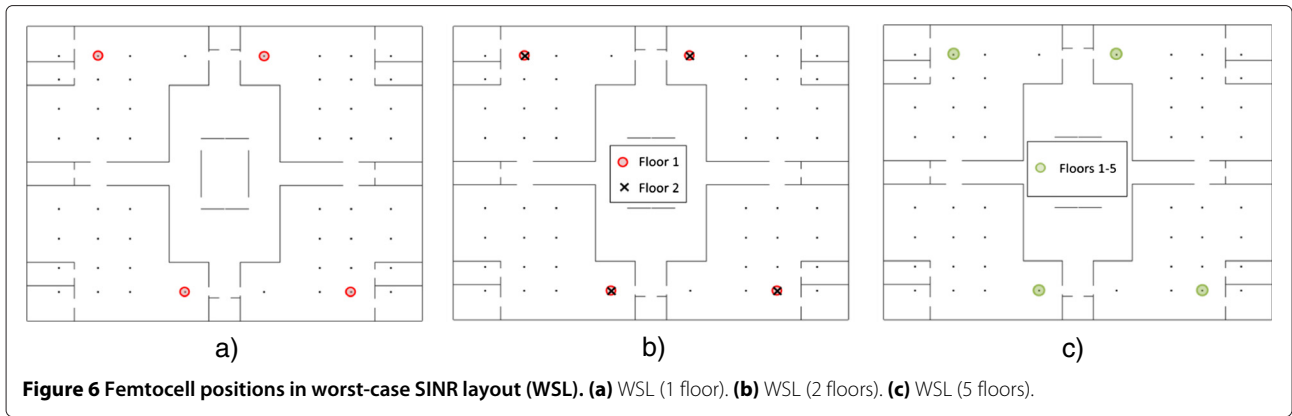 Floor 1
Floor 2
Floors 1-5
a)
b)
c)
Figure 6 Femtocell positions in worst-case SINR layout (WSL). (a) WSL (1 floor). (b) WSL (2 floors). (c) WSL (5 floors).